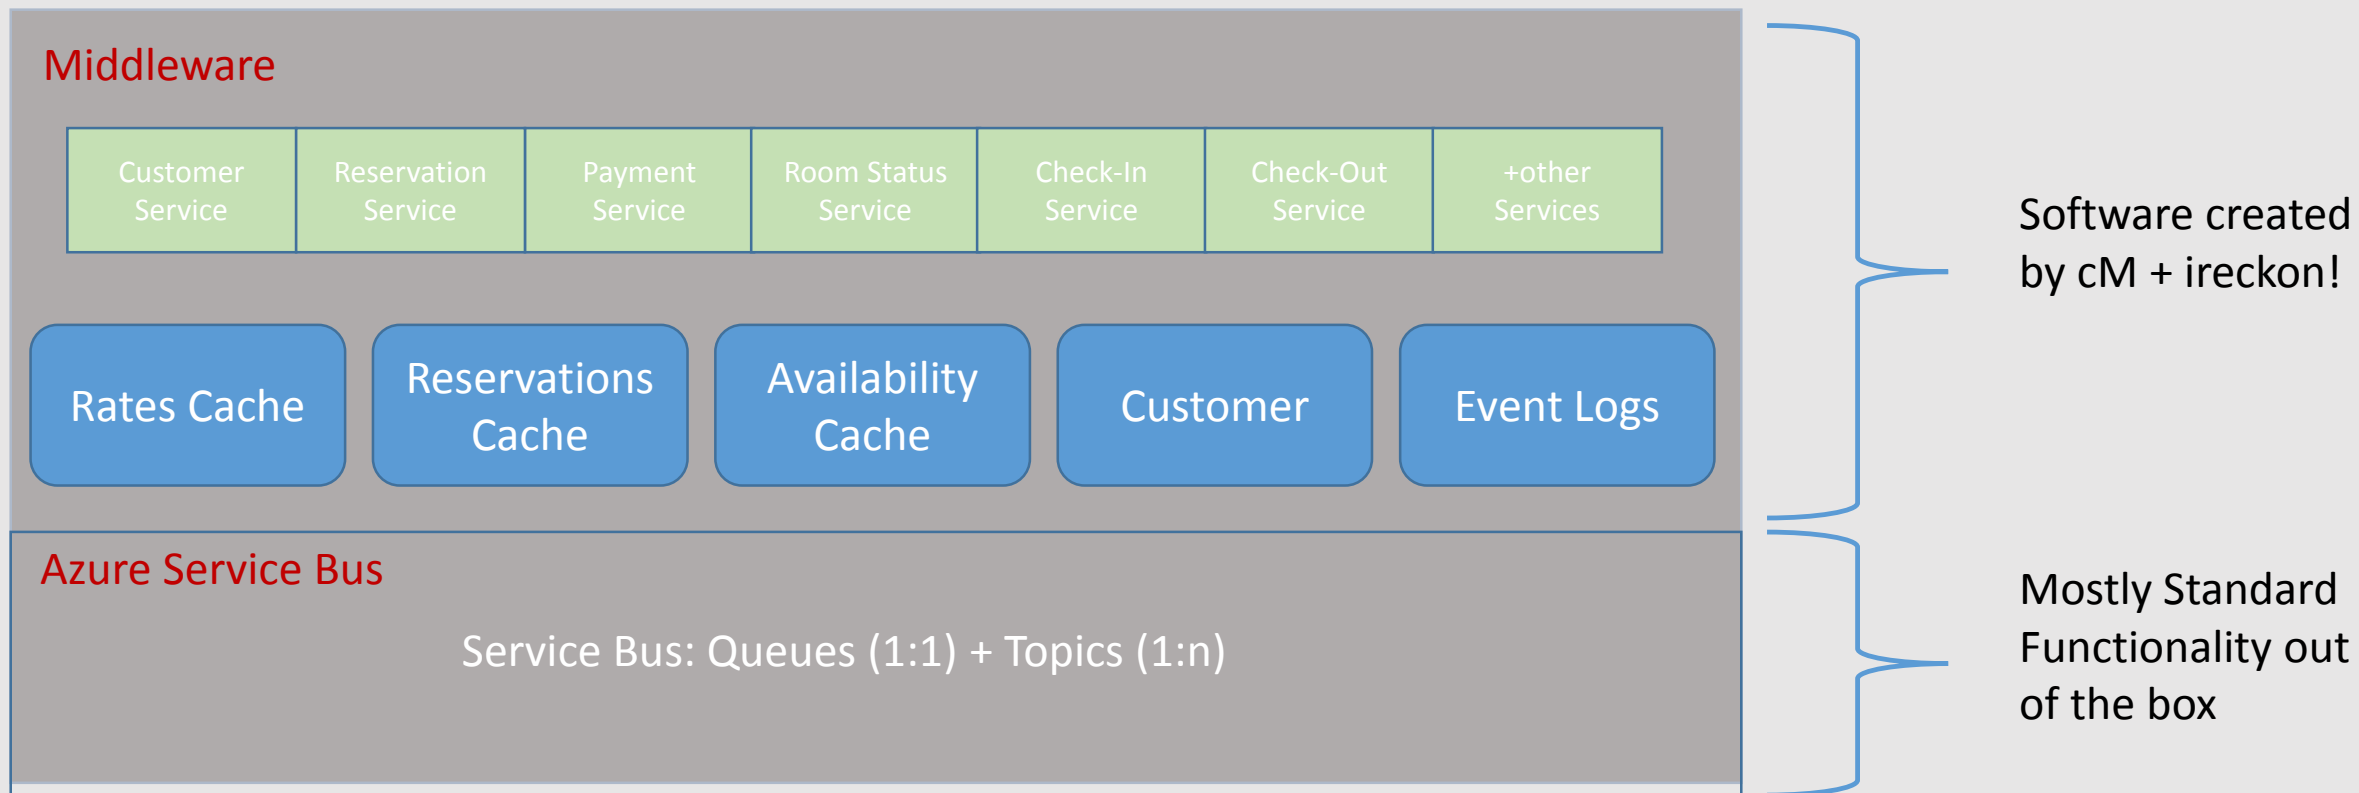 Middleware
Customer
Service
Reservation
Service
Payment
Service
Room Status
Service
Check-In
Service
Check-Out
Service
+other
Services
Rates Cache
Reservations
Cache
Availability
Cache
Customer
Event Logs
Software created
by cM + ireckon!
Azure Service Bus
Service Bus: Queues (1:1) + Topics (1:n)
Mostly Standard
Functionality out
of the box